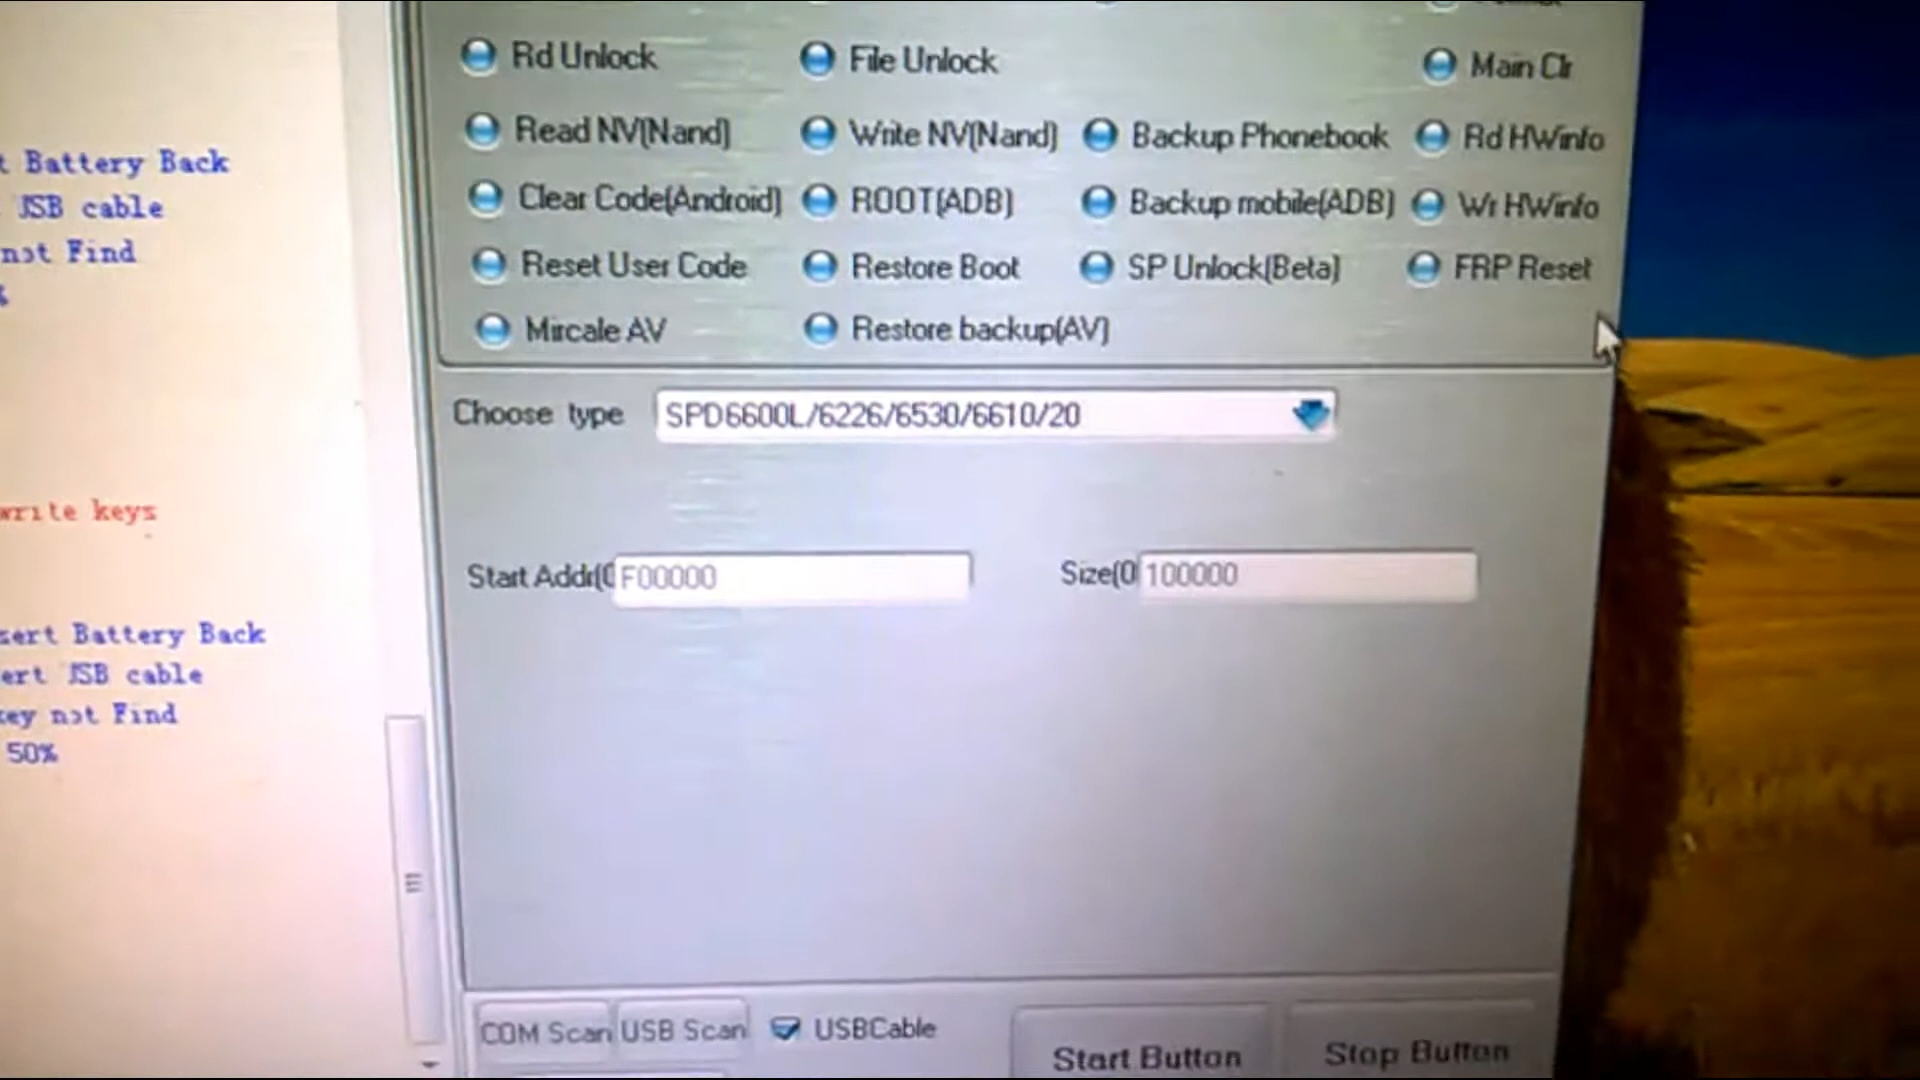 Rd Unlock File Unlock Main Clr
Read NV(Nand) Write NV(Nand) Backup Phonebook Rd HWinfo
Clear Code(Android) ROOT(ADB) Backup mobile(ADB) Wr HWinfo
Reset User Code Restore Boot SP Unlock(Beta) FRP Reset
Mircale AV Restore backup(AV)
Choose type SPD6600L/6226/6530/6610/20
Start Addr(0 F00000 Size(0 100000
COM Scan USB Scan USBCable Start Button Stop Button
t Battery Back
USB cable
not Find
%
write keys
sert Battery Back
ert USB cable
key not Find
50%